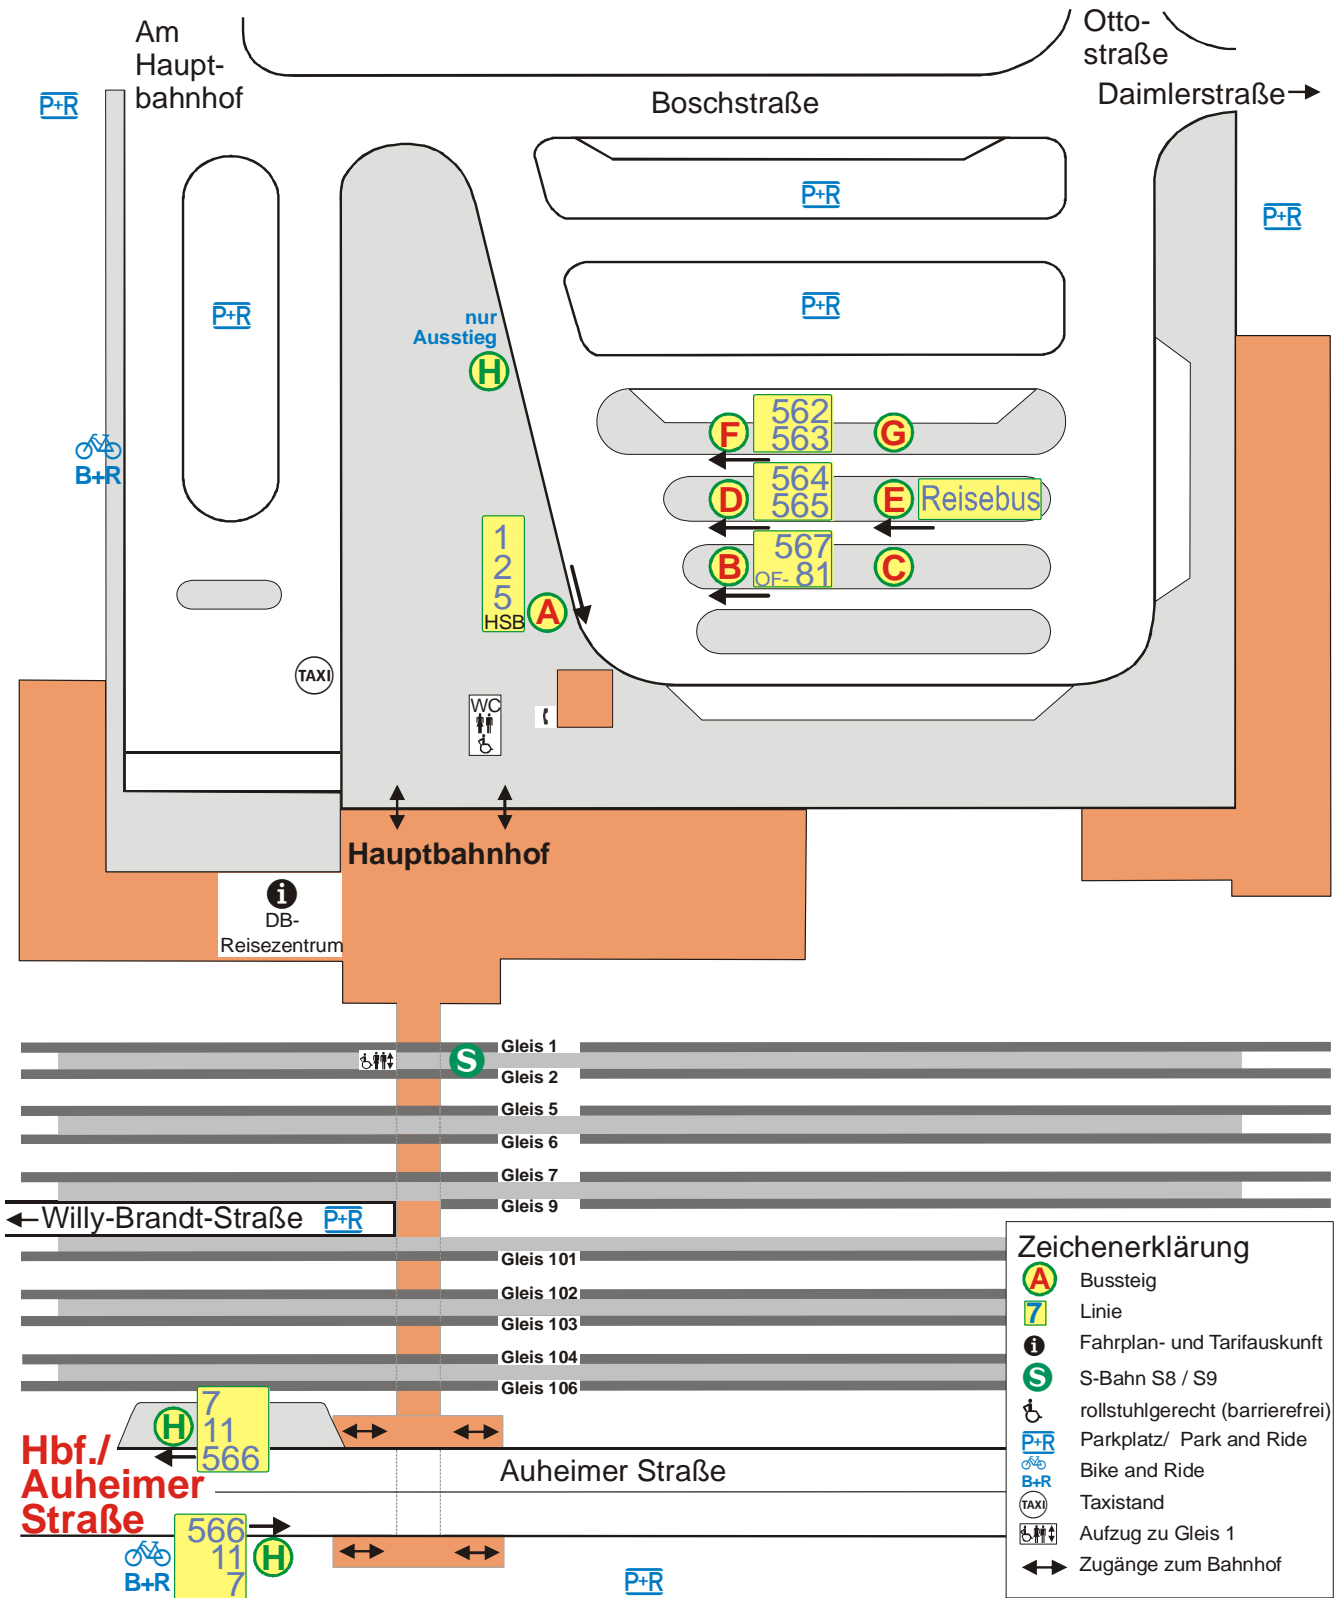 Am
Haupt-
bahnhof
Otto-
straße
Daimlerstraße
Boschstraße
P+R
P+R
P+R
P+R
P+R
nur
Ausstieg
H
B+R
F
562
563
G
D
564
565
E
Reisebus
B
567
OF- 81
C
1
2
5
HSB
A
TAXI
WC
Hauptbahnhof
i
DB-
Reisezentrum
Gleis 1
S
Gleis 2
Gleis 5
Gleis 6
Gleis 7
Gleis 9
Willy-Brandt-Straße P+R
Gleis 101
Gleis 102
Gleis 103
Gleis 104
Gleis 106
H
7
11
566
Hbf./
Auheimer
Straße
Auheimer Straße
566
11
7
H
B+R
P+R
Zeichenerklärung
A Bussteig
7 Linie
i Fahrplan- und Tarifauskunft
S S-Bahn S8 / S9
rollstuhlgerecht (barrierefrei)
P+R Parkplatz/ Park and Ride
B+R Bike and Ride
TAXI Taxistand
Aufzug zu Gleis 1
Zugänge zum Bahnhof